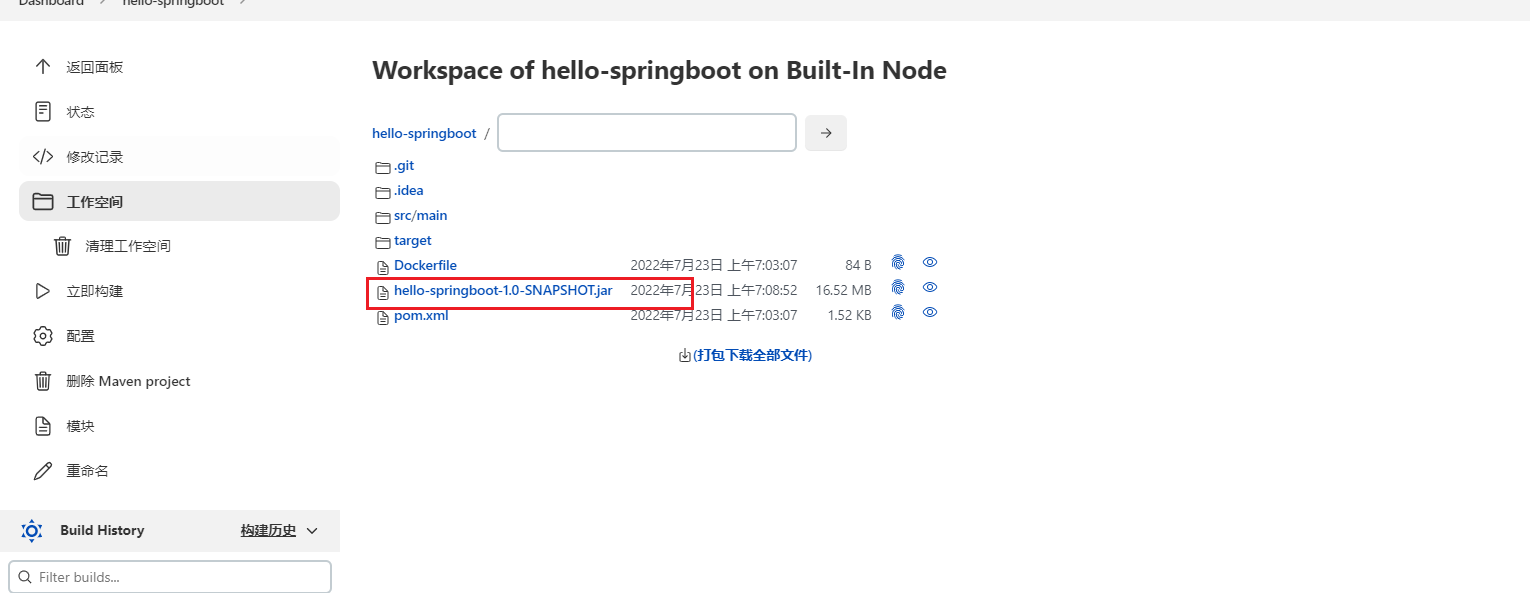 Dashboard > hello-springboot >
返回面板
状态
修改记录
工作空间
清理工作空间
立即构建
配置
删除 Maven project
模块
重命名
Build History 构建历史
Filter builds...
Workspace of hello-springboot on Built-In Node
hello-springboot /
.git
.idea
src/main
target
Dockerfile 2022年7月23日 上午7:03:07 84 B
hello-springboot-1.0-SNAPSHOT.jar 2022年7月23日 上午7:08:52 16.52 MB
pom.xml 2022年7月23日 上午7:03:07 1.52 KB
(打包下载全部文件)